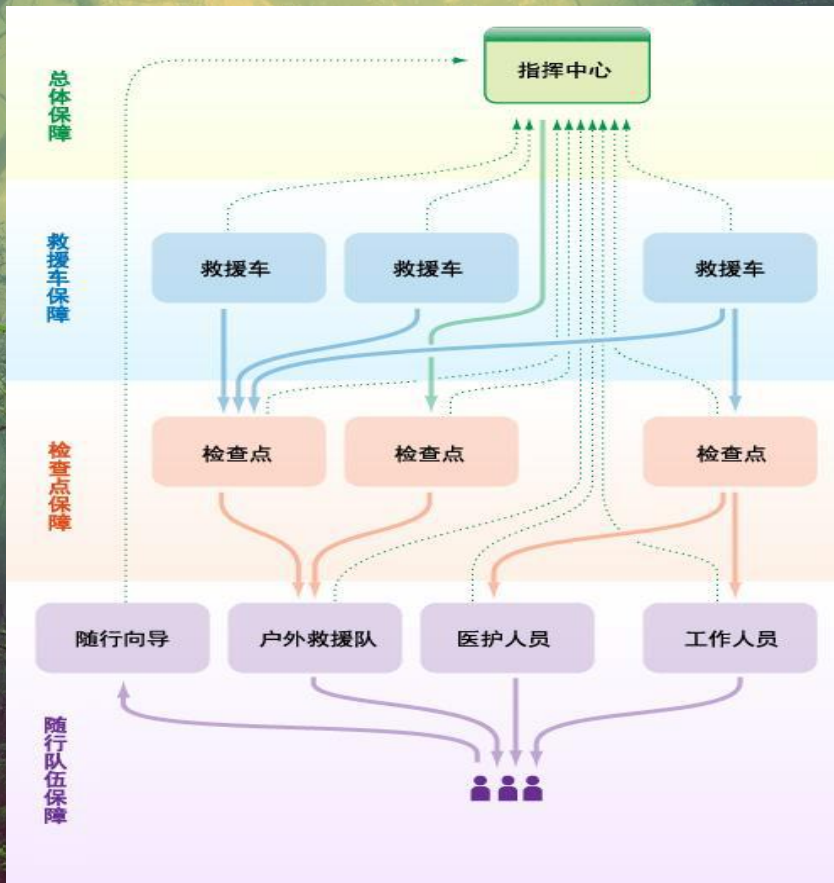 总体保障
指挥中心
救援车保障
救援车
救援车
救援车
检查点保障
检查点
检查点
检查点
随行队伍保障
随行向导
户外救援队
医护人员
工作人员